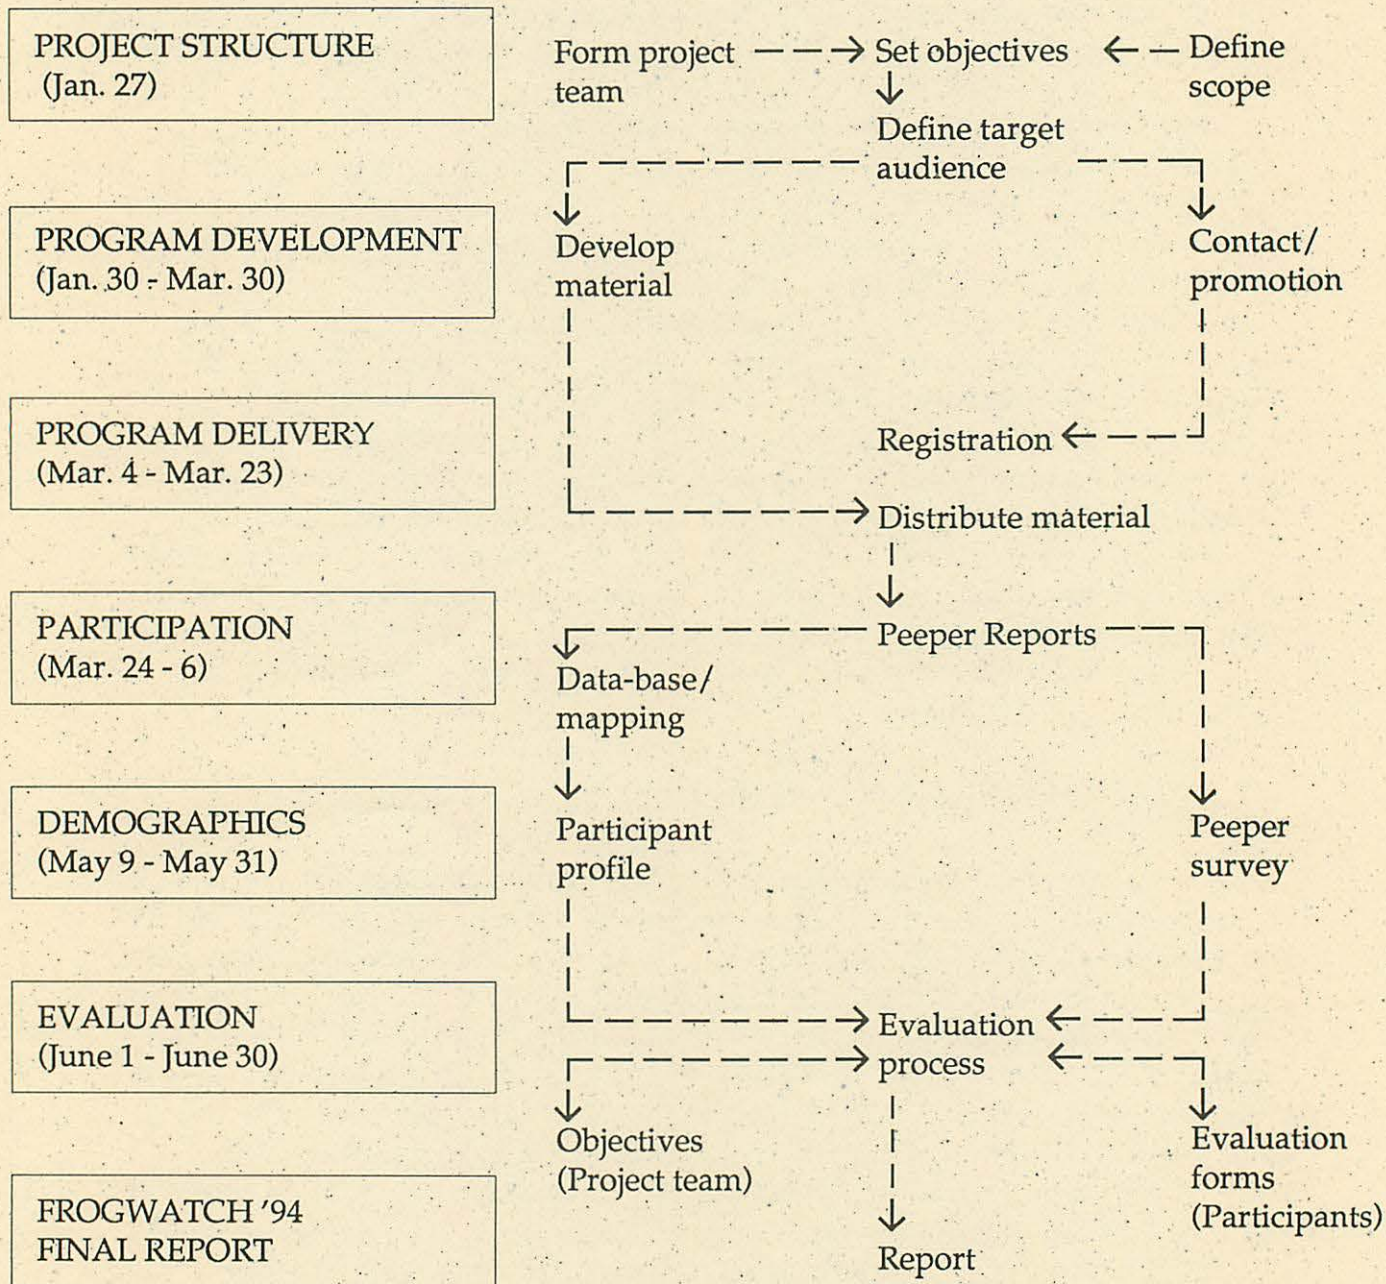 PROJECT STRUCTURE
(Jan. 27)
Form project
team
Set objectives
Define
scope
Define target
audience
PROGRAM DEVELOPMENT
(Jan. 30 - Mar. 30)
Develop
material
Contact/
promotion
PROGRAM DELIVERY
(Mar. 4 - Mar. 23)
Registration
Distribute material
PARTICIPATION
(Mar. 24 - 6)
Peeper Reports
Data-base/
mapping
DEMOGRAPHICS
(May 9 - May 31)
Participant
profile
Peeper
survey
EVALUATION
(June 1 - June 30)
Evaluation
process
Objectives
(Project team)
Evaluation
forms
(Participants)
FROGWATCH '94
FINAL REPORT
Report